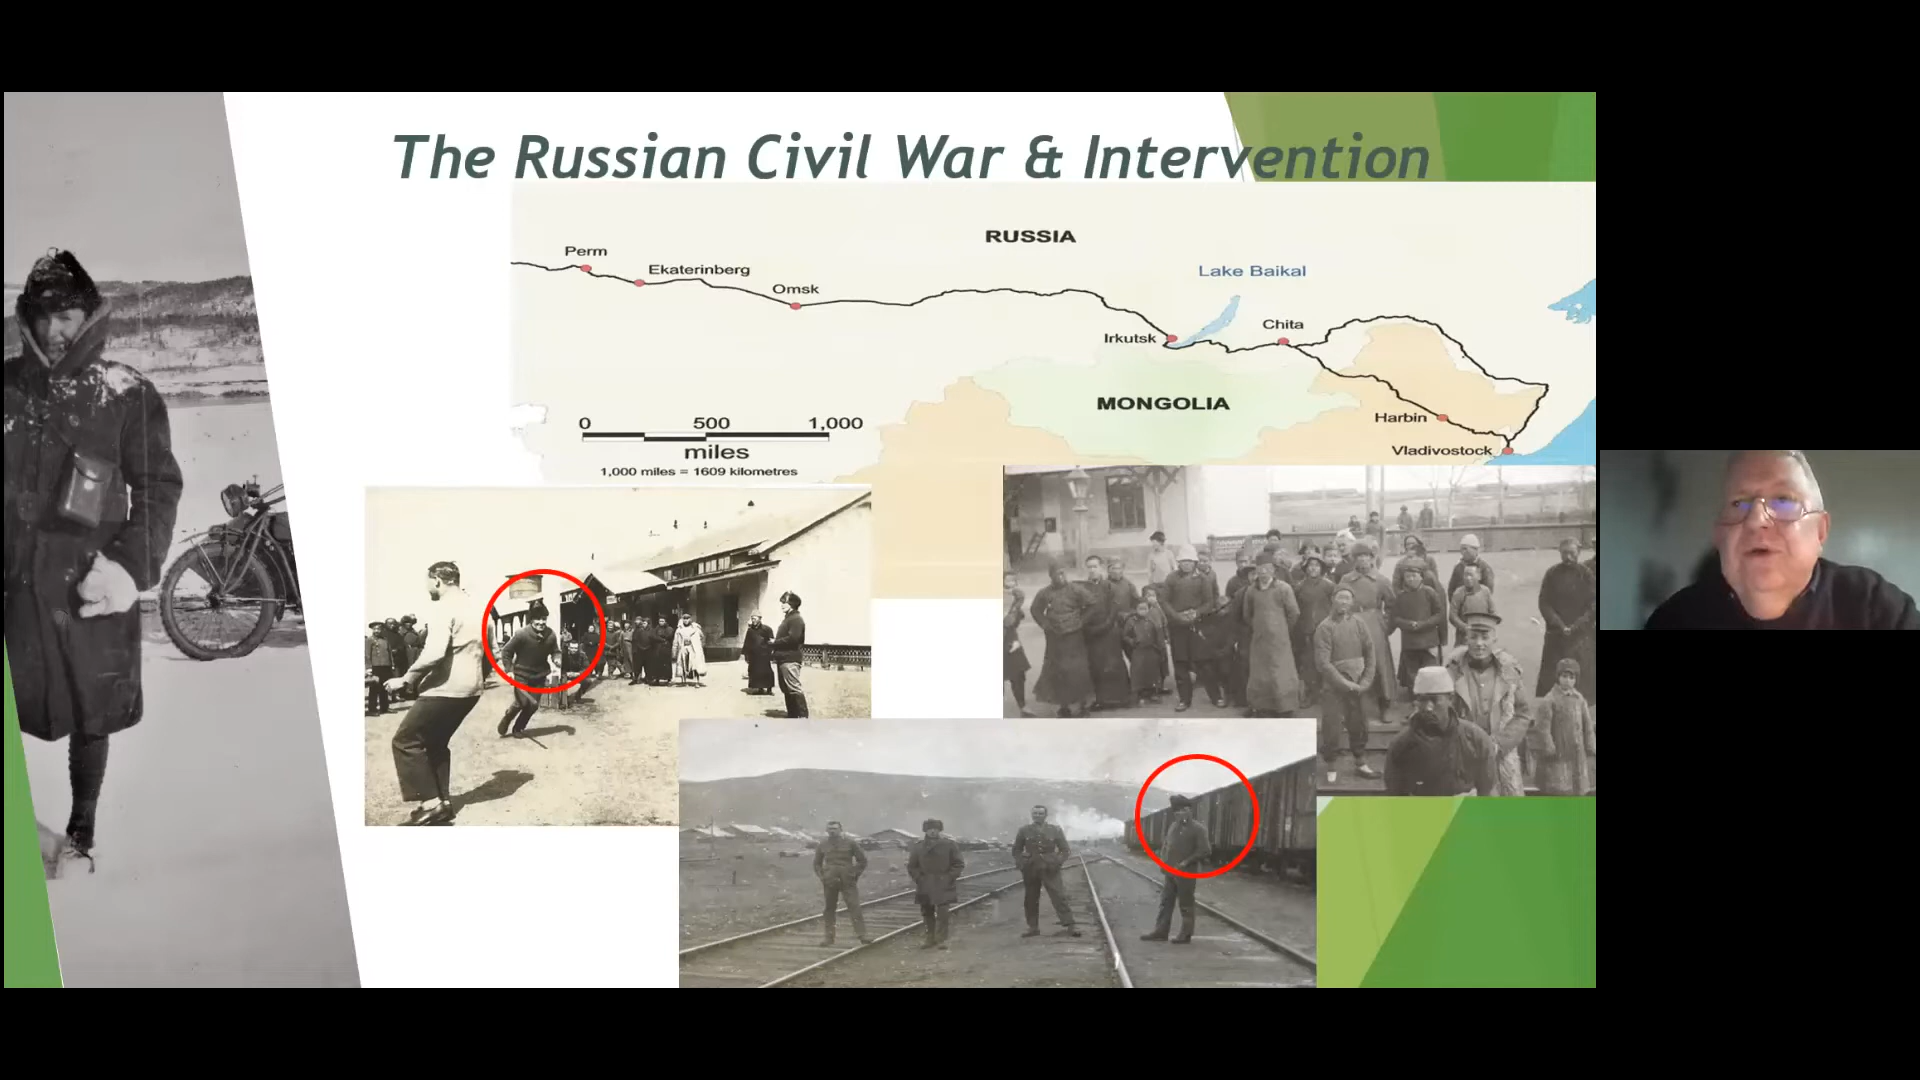 The Russian Civil War & Intervention
RUSSIA
Perm
Ekaterinberg
Lake Baikal
Omsk
Chita
Irkutsk
MONGOLIA
Harbin
0 500 1,000
miles
Vladivostock
1,000 miles = 1609 kilometres